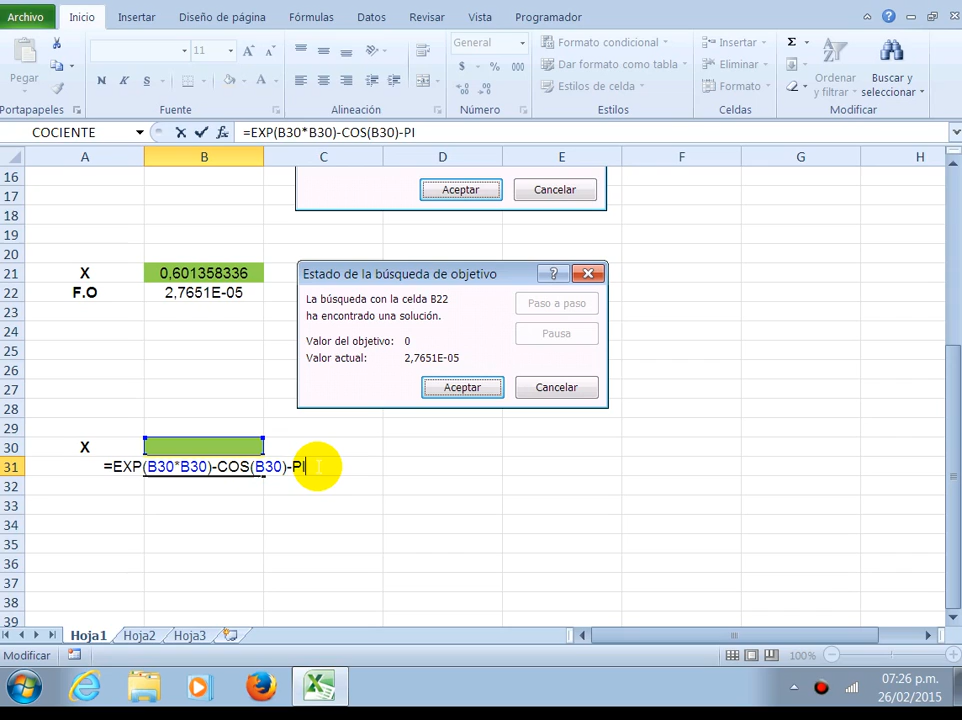 Archivo Inicio Insertar Diseño de página Fórmulas Datos Revisar Vista Programador
Pegar
11
N K S
A A
A
General
$ % 000
Formato condicional
Dar formato como tabla
Estilos de celda
Insertar
Eliminar
Formato
Σ
Ordenar y filtrar
Buscar y seleccionar
Portapapeles Fuente Alineación Número Estilos Celdas Modificar
COCIENTE fx =EXP(B30*B30)-COS(B30)-PI
A B C D E F G H
16
17 Aceptar Cancelar
18
19
20
21 X 0,601358336
22 F.O 2,7651E-05
23
24
25
26
27
28
29
30 X
31 =EXP(B30*B30)-COS(B30)-PI
32
33
34
35
36
37
38
39
Estado de la búsqueda de objetivo
La búsqueda con la celda B22
ha encontrado una solución.
Valor del objetivo: 0
Valor actual: 2,7651E-05
Paso a paso
Pausa
Aceptar Cancelar
Hoja1 Hoja2 Hoja3
Modificar 100%
07:26 p.m.
26/02/2015